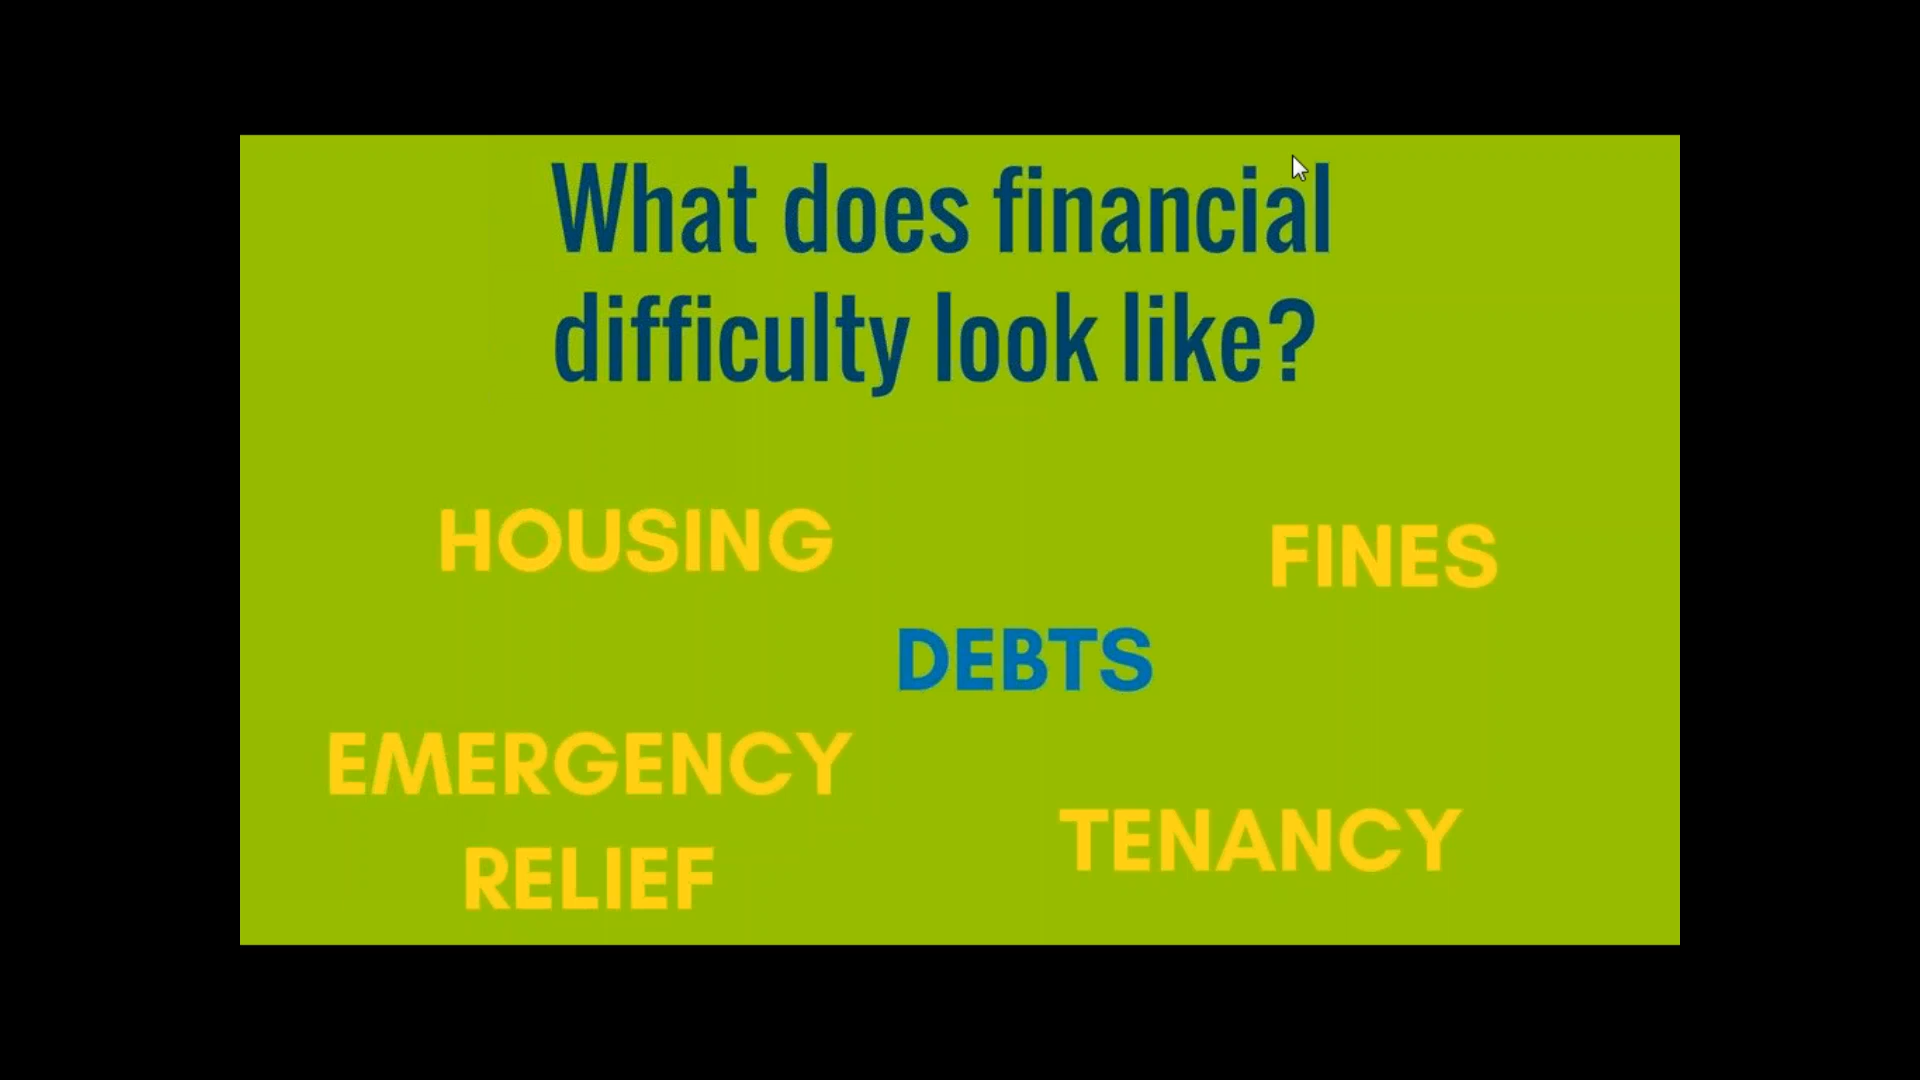 What does financial
difficulty look like?
HOUSING
FINES
DEBTS
EMERGENCY
RELIEF
TENANCY